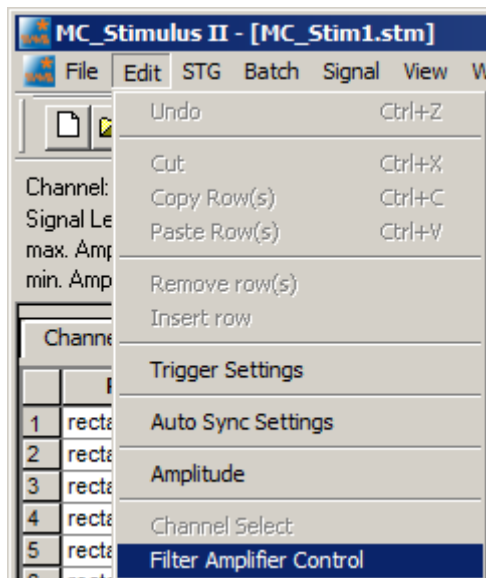 MC_Stimulus II - [MC_Stim1.stm]
File Edit STG Batch Signal View
Undo Ctrl+Z
Cut Ctrl+X
Channel:
Copy Row(s) Ctrl+C
Signal Le
Paste Row(s) Ctrl+V
max. Amp
min. Amp
Remove row(s)
Insert row
Channe
Trigger Settings
1 recta
Auto Sync Settings
2 recta
3 recta
Amplitude
4 recta
Channel Select
5 recta
Filter Amplifier Control